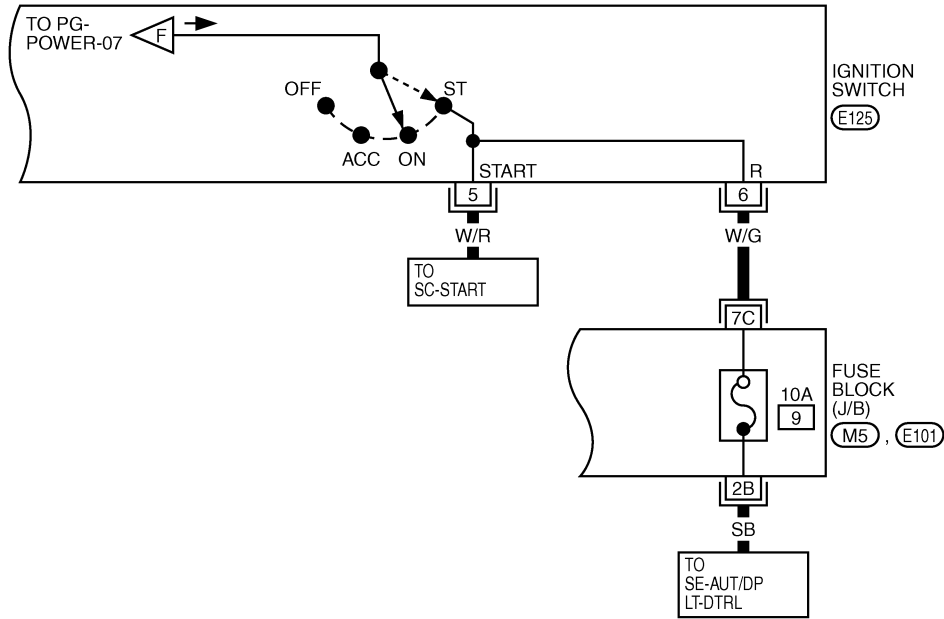 TO PG-
POWER-07
F
OFF
ST
ACC
ON
IGNITION
SWITCH
E125
START
R
5
6
W/R
W/G
TO
SC-START
7C
10A
9
FUSE
BLOCK
(J/B)
M5 , E101
2B
SB
TO
SE-AUT/DP
LT-DTRL